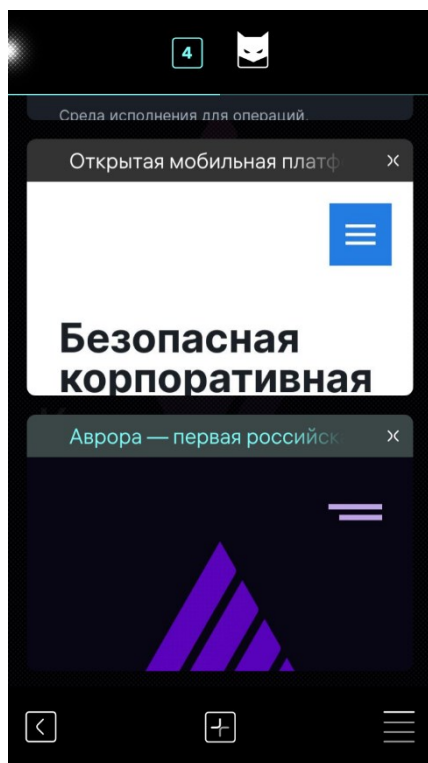 4
Среда исполнения для операций.
Открытая мобильная платф
Безопасная
корпоративная
Аврора — первая российск